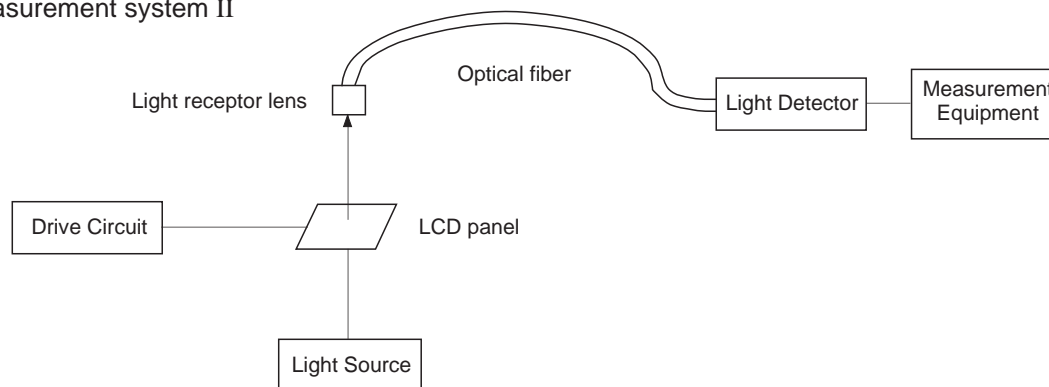 asurement system II
Optical fiber
Light receptor lens
Light Detector
Measurement
Equipment
Drive Circuit
LCD panel
Light Source